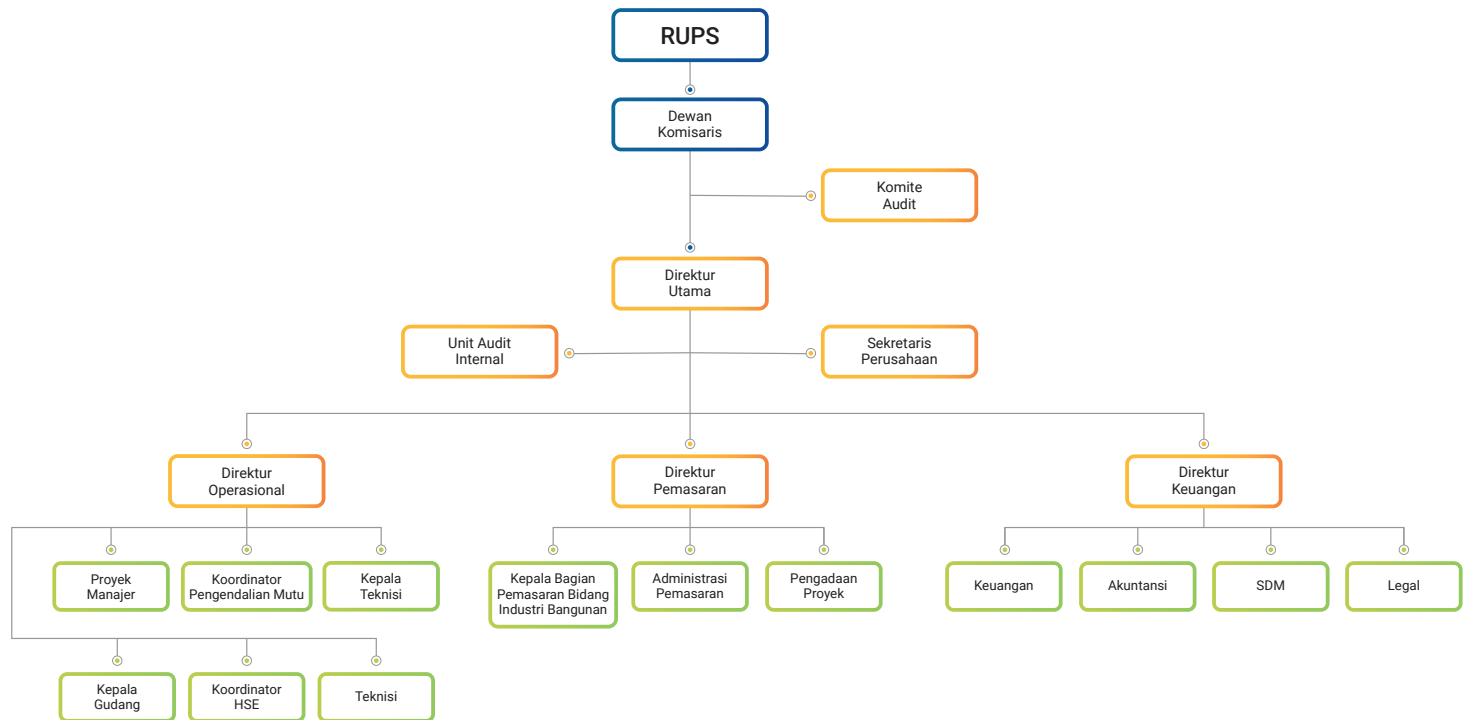 RUPS
Dewan
Komisaris
Komite
Audit
Direktur
Utama
Unit Audit
Internal
Sekretaris
Perusahaan
Direktur
Operasional
Direktur
Pemasaran
Direktur
Keuangan
Proyek
Manajer
Koordinator
Pengendalian Mutu
Kepala
Teknisi
Kepala Bagian
Pemasaran Bidang
Industri Bangunan
Administrasi
Pemasaran
Pengadaan
Proyek
Keuangan
Akuntansi
SDM
Legal
Kepala
Gudang
Koordinator
HSE
Teknisi